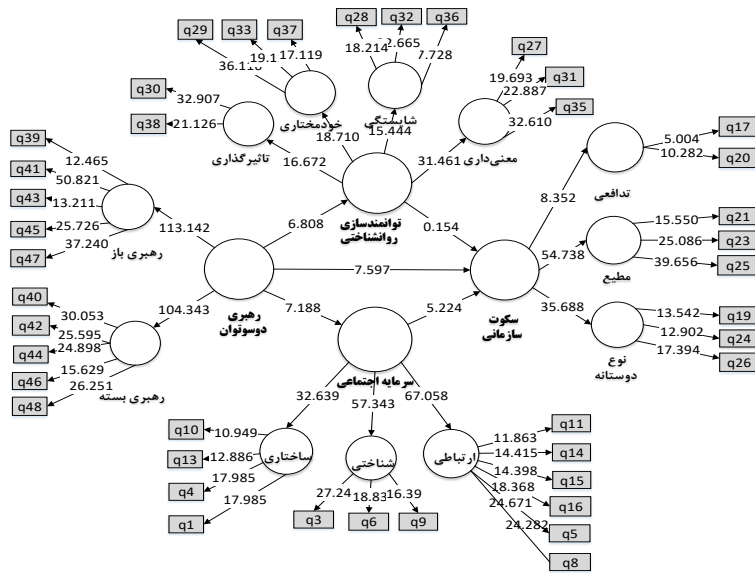 q28
q32
q36
q29
q33
q37
q27
18.214
7.728
19.693
q31
17.119
22.887
q35
q30
32.907
خودمختاری
شایستگی
32.610
q38
21.126
معنی‌داری
q17
5.004
q39
تاثیرگذاری
18.710
15.444
10.282
q20
16.672
31.461
q41
12.465
تدافعی
50.821
توانمندسازی
روانشناختی
8.352
q43
13.211
15.550
q21
q45
25.726
113.142
6.808
0.154
25.086
q23
رهبری باز
q47
37.240
54.738
مطیع
39.656
q25
7.597
q40
104.343
رهبری
دوسوتوان
7.188
5.224
سکوت
سازمانی
35.688
30.053
13.542
q19
q42
25.595
12.902
q24
q44
24.898
نوع
دوستانه
17.394
q26
q46
15.629
رهبری بسته
سرمایه اجتماعی
q48
26.251
32.639
57.343
67.058
q10
10.949
11.863
q11
q13
12.886
ساختاری
شناختی
ارتباطی
14.415
q14
q4
17.985
14.398
q15
18.368
q16
q1
17.985
27.24
16.39
24.671
q5
q3
q6
q9
24.282
q8